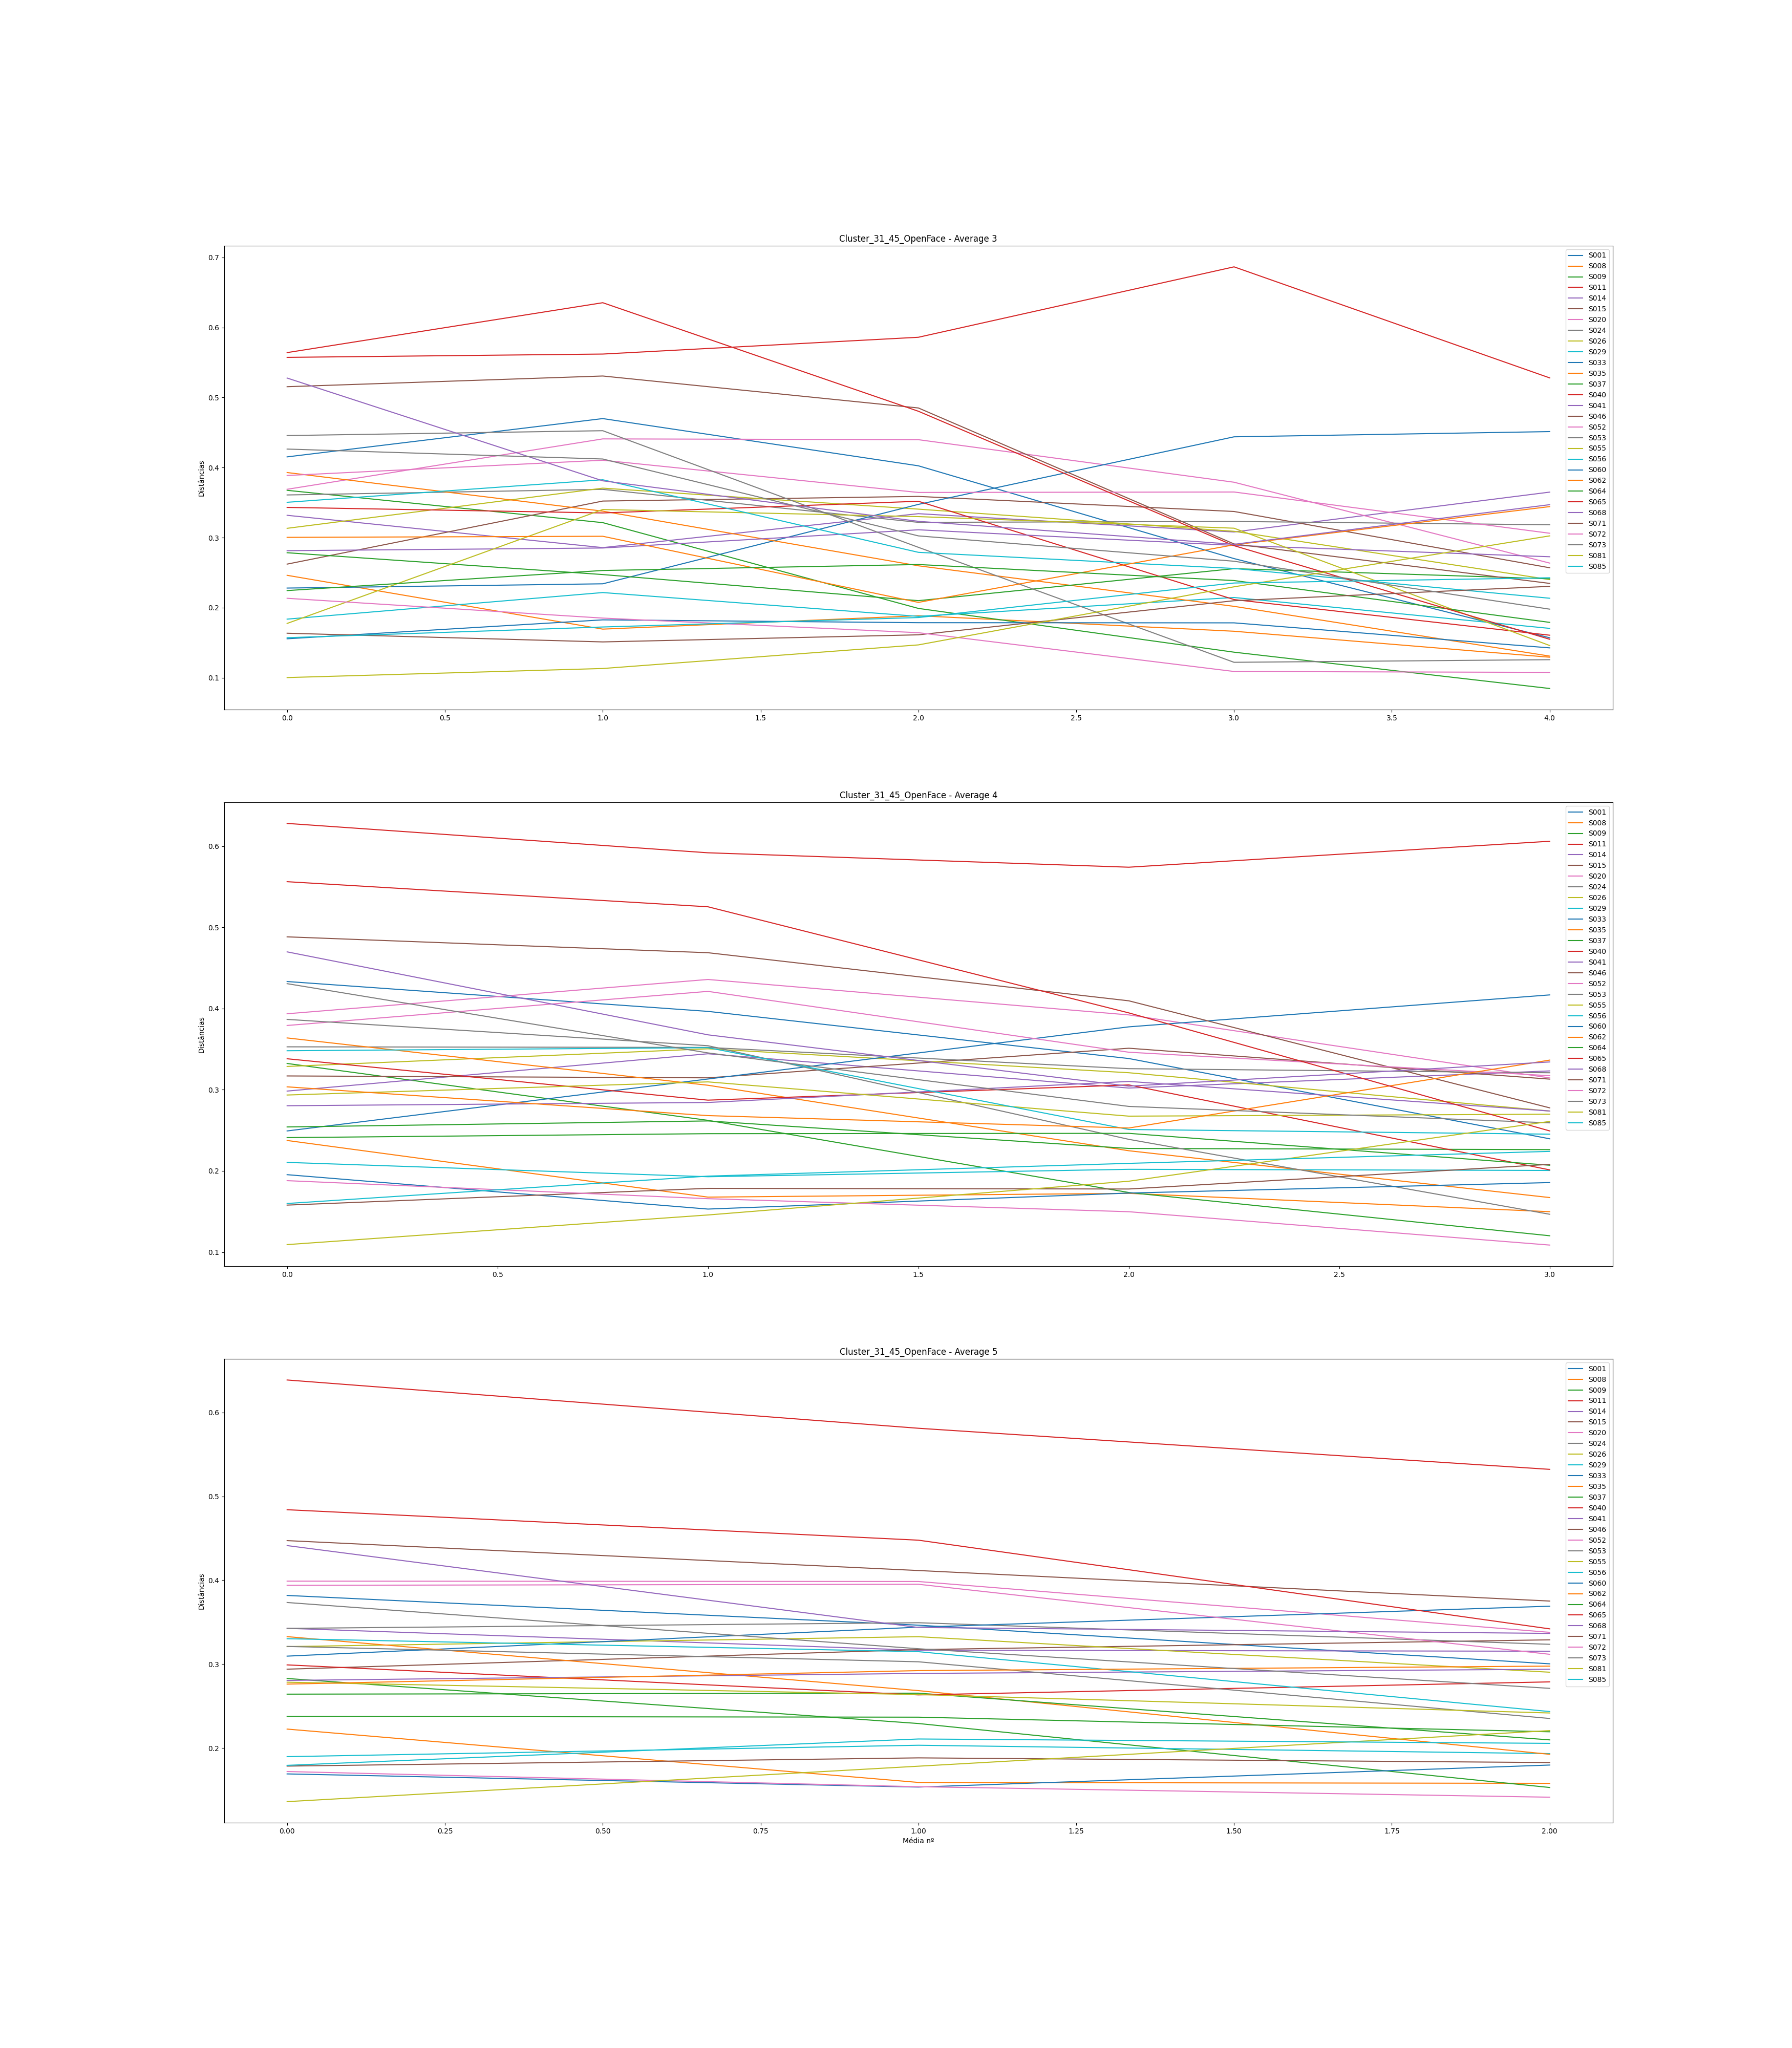 Cluster_31_45_OpenFace - Average 3
Distâncias
0.7
0.6
0.5
0.4
0.3
0.2
0.1
0.0 0.5 1.0 1.5 2.0 2.5 3.0 3.5 4.0
S001
S008
S009
S011
S014
S015
S020
S024
S026
S029
S033
S035
S037
S040
S041
S046
S052
S053
S055
S056
S060
S062
S064
S065
S068
S071
S072
S073
S081
S085
Cluster_31_45_OpenFace - Average 4
Distâncias
0.6
0.5
0.4
0.3
0.2
0.1
0.0 0.5 1.0 1.5 2.0 2.5 3.0
S001
S008
S009
S011
S014
S015
S020
S024
S026
S029
S033
S035
S037
S040
S041
S046
S052
S053
S055
S056
S060
S062
S064
S065
S068
S071
S072
S073
S081
S085
Cluster_31_45_OpenFace - Average 5
Distâncias
0.6
0.5
0.4
0.3
0.2
0.00 0.25 0.50 0.75 1.00 1.25 1.50 1.75 2.00
Média nº
S001
S008
S009
S011
S014
S015
S020
S024
S026
S029
S033
S035
S037
S040
S041
S046
S052
S053
S055
S056
S060
S062
S064
S065
S068
S071
S072
S073
S081
S085